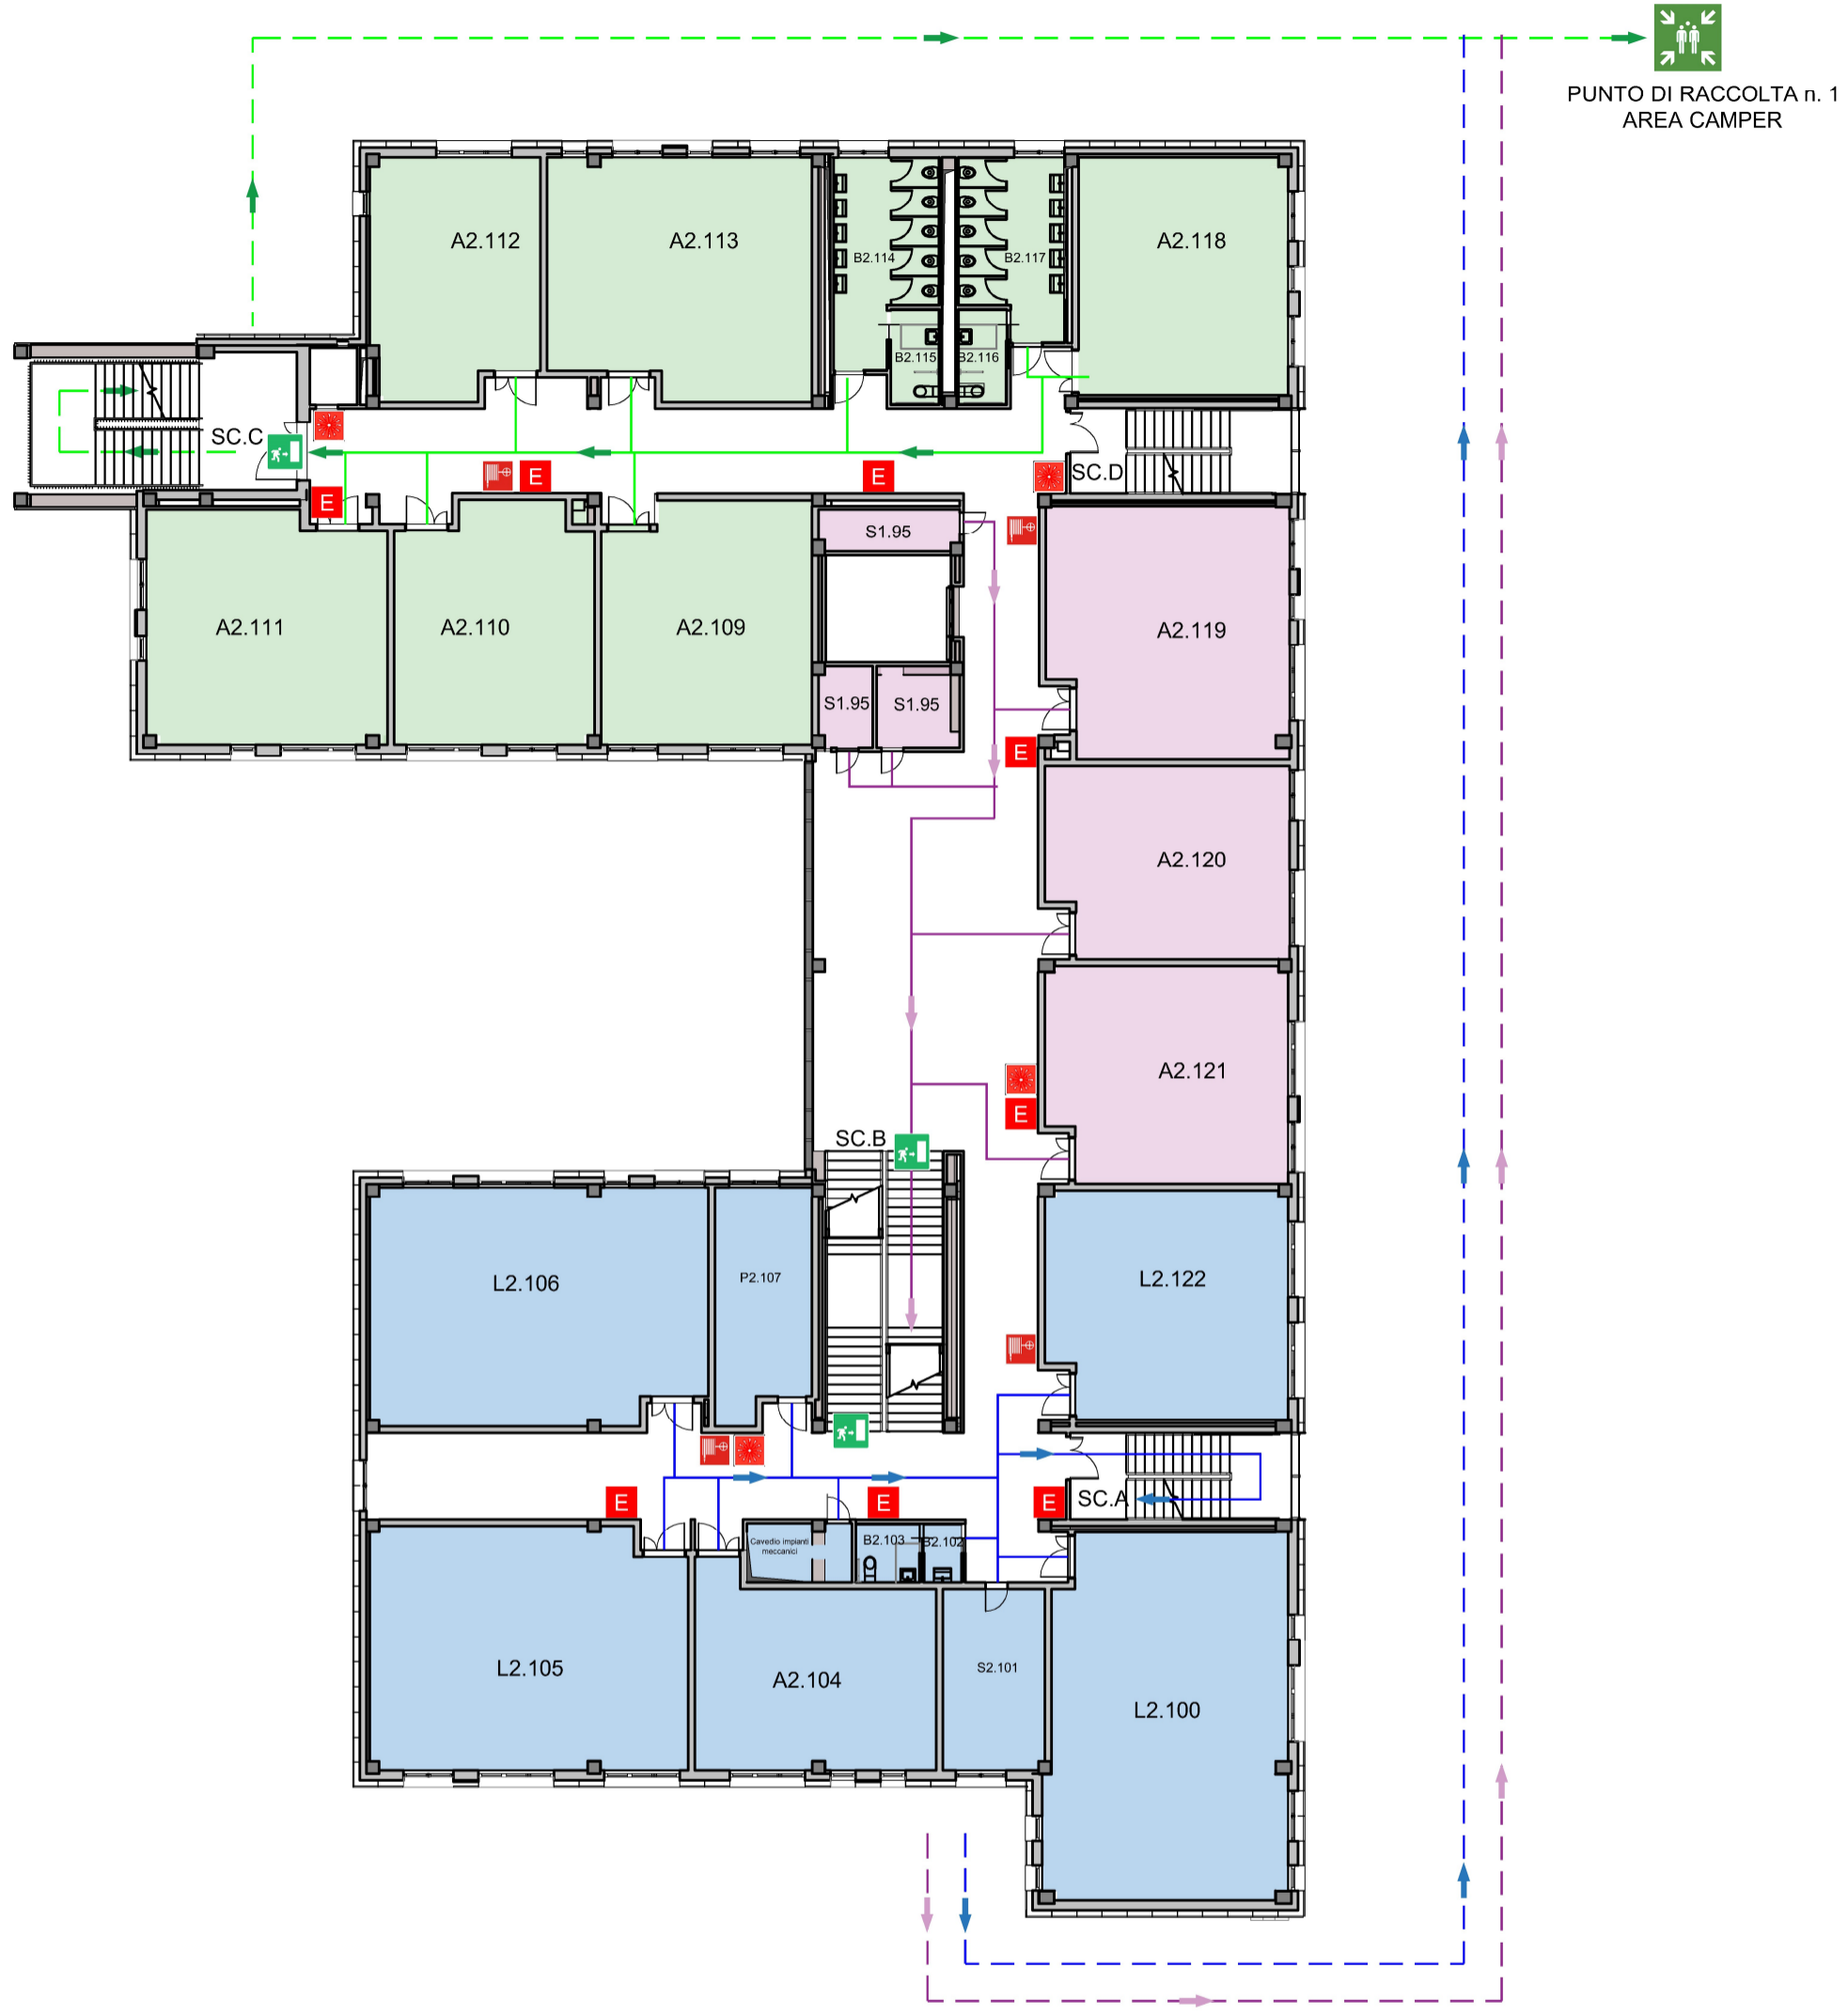 PUNTO DI RACCOLTA n. 1
AREA CAMPER
A2.112
A2.113
B2.114
B2.117
A2.118
B2.115
B2.116
SC.C
E
E
E
SC.D
S1.95
A2.111
A2.110
A2.109
A2.119
S1.95
S1.95
E
A2.120
A2.121
E
SC.B
L2.106
P2.107
L2.122
E
E
E
SC.A
Cavedio impianti
meccanici
B2.103
B2.102
L2.105
A2.104
S2.101
L2.100